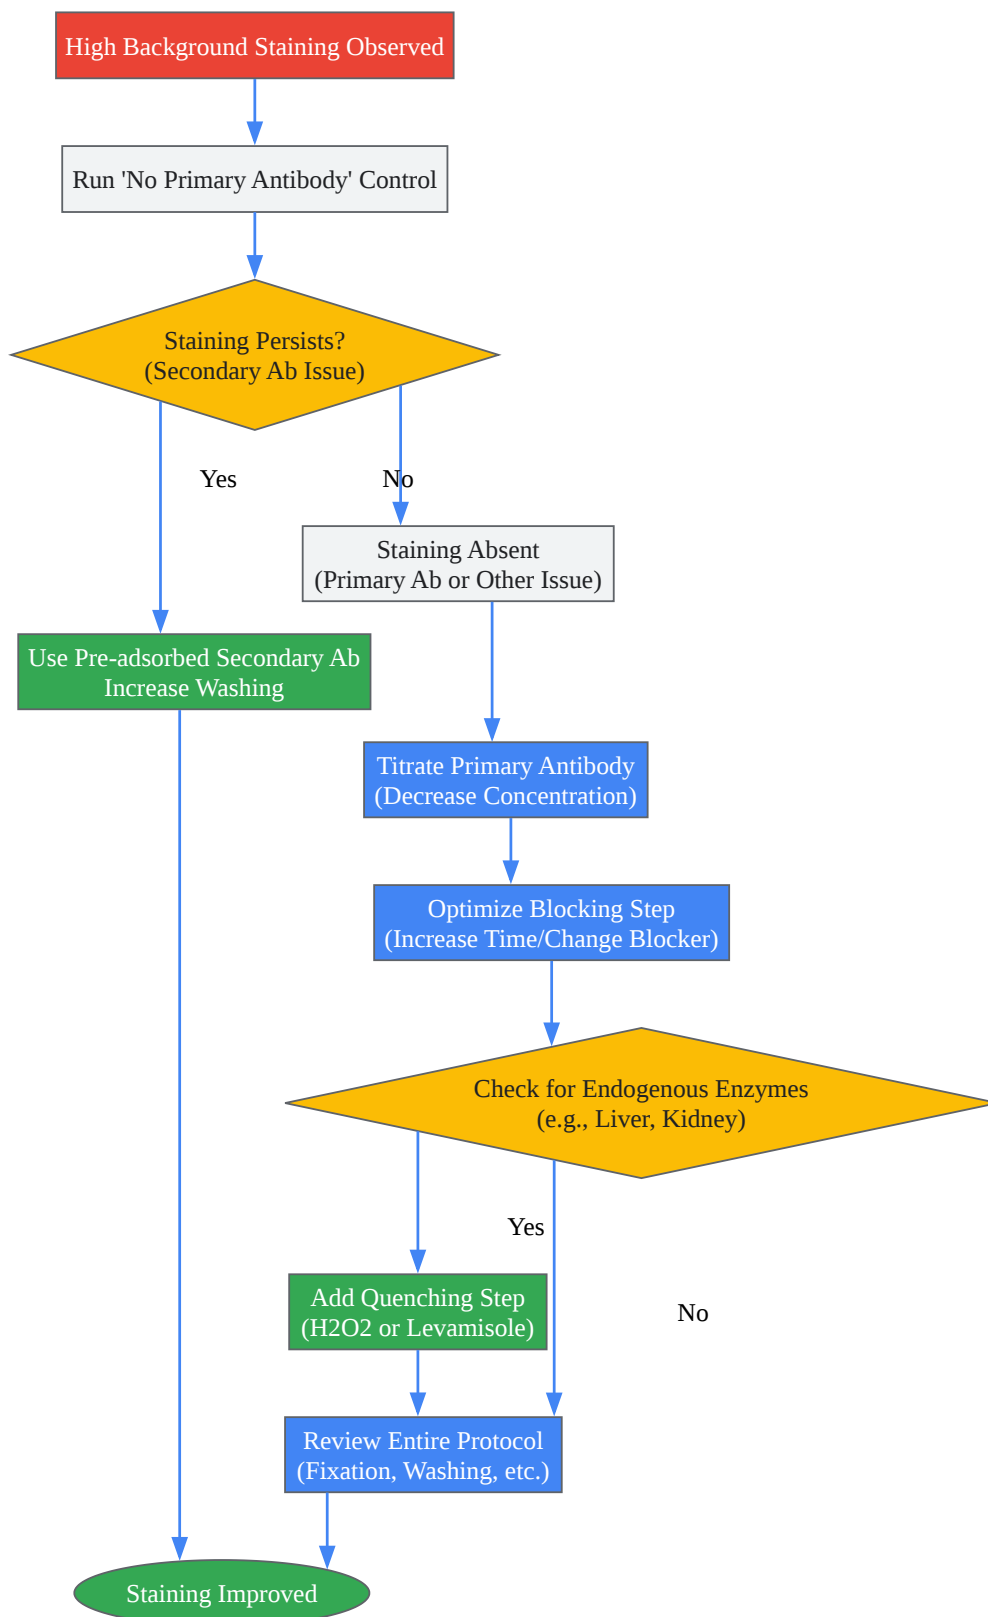 High Background Staining Observed
Run 'No Primary Antibody' Control
Staining Persists?
(Secondary Ab Issue)
Yes
No
Staining Absent
(Primary Ab or Other Issue)
Use Pre-adsorbed Secondary Ab
Increase Washing
Titrate Primary Antibody
(Decrease Concentration)
Optimize Blocking Step
(Increase Time/Change Blocker)
Check for Endogenous Enzymes
(e.g., Liver, Kidney)
Yes
Add Quenching Step
(H2O2 or Levamisole)
No
Review Entire Protocol
(Fixation, Washing, etc.)
Staining Improved